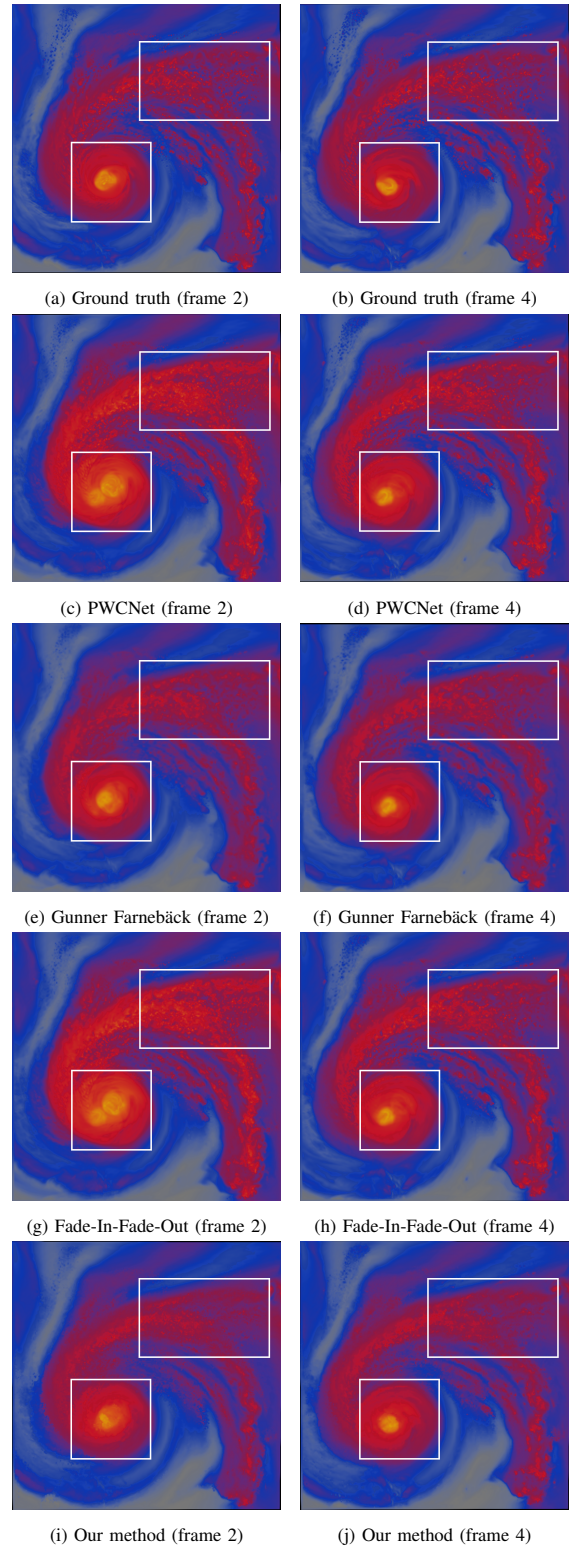 (a) Ground truth (frame 2)
(b) Ground truth (frame 4)
(c) PWCNet (frame 2)
(d) PWCNet (frame 4)
(e) Gunner Farnebäck (frame 2)
(f) Gunner Farnebäck (frame 4)
(g) Fade-In-Fade-Out (frame 2)
(h) Fade-In-Fade-Out (frame 4)
(i) Our method (frame 2)
(j) Our method (frame 4)